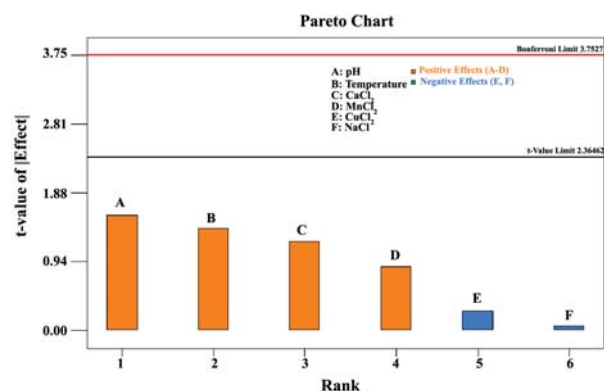 Pareto Chart
3.75
Bonferroni Limit 3.7527
A: pH
Positive Effects (A-D)
B: Temperature
Negative Effects (E, F)
C: CaCl2
D: MnCl2
E: CuCl2
F: NaCl
2.81
t-Value Limit 2.36462
t-value of |Effect|
1.88
A
B
C
D
0.94
E
F
0.00
1 2 3 4 5 6
Rank